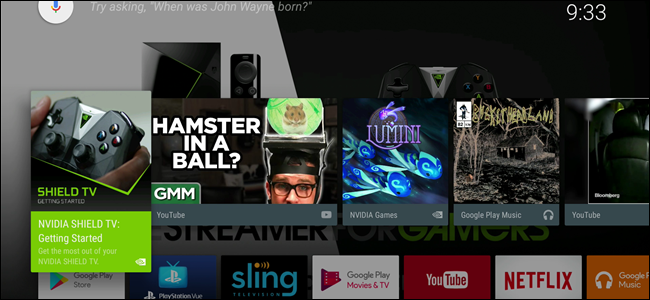 Try asking, "When was John Wayne born?"
9:33
SHIELD TV
GETTING STARTED
NVIDIA SHIELD TV:
Getting Started
Get the most out of your
NVIDIA SHIELD TV.
HAMSTER
IN A
BALL?
GMM
YouTube
LUMINI
NVIDIA Games
Google Play Music
Bloomberg
YouTube
STREAMER FOR GAMERS
Google Play
Store
PlayStation Vue
sling
TELEVISION
Google Play
Movies & TV
YouTube
NETFLIX
Google Play
Music